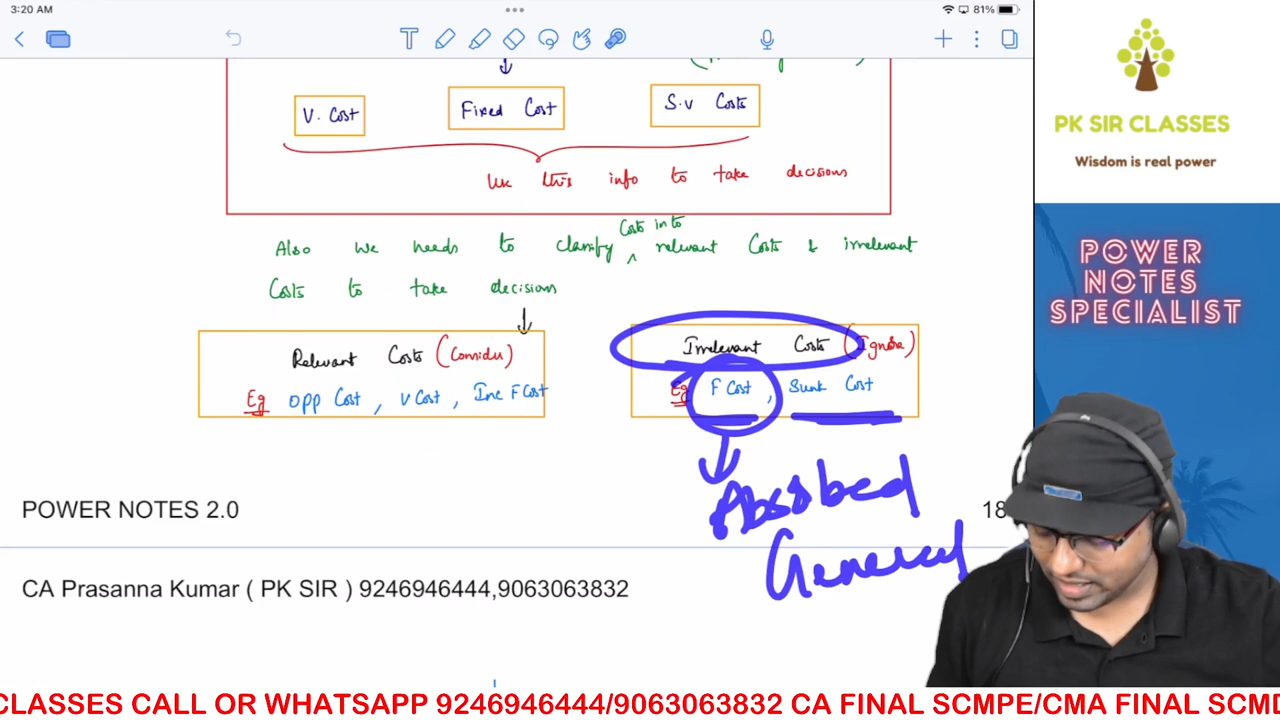 3:20 AM
81%
T
V. Cost
Fixed Cost
S.V Costs
Use this info to take decisions
Costs into
Also we needs to classify ^ relevant Costs & irrelevant
Costs to take decisions
Relevant Costs (Consider)
Eg Opp Cost, V Cost, Inc F Cost
Irrelevant Costs (Ignore)
Eg F Cost, Sunk Cost
Absobed
General
POWER NOTES 2.0
18
CA Prasanna Kumar ( PK SIR ) 9246946444,9063063832
PK SIR CLASSES
Wisdom is real power
POWER
NOTES
SPECIALIST
CLASSES CALL OR WHATSAPP 9246946444/9063063832 CA FINAL SCMPE/CMA FINAL SCM